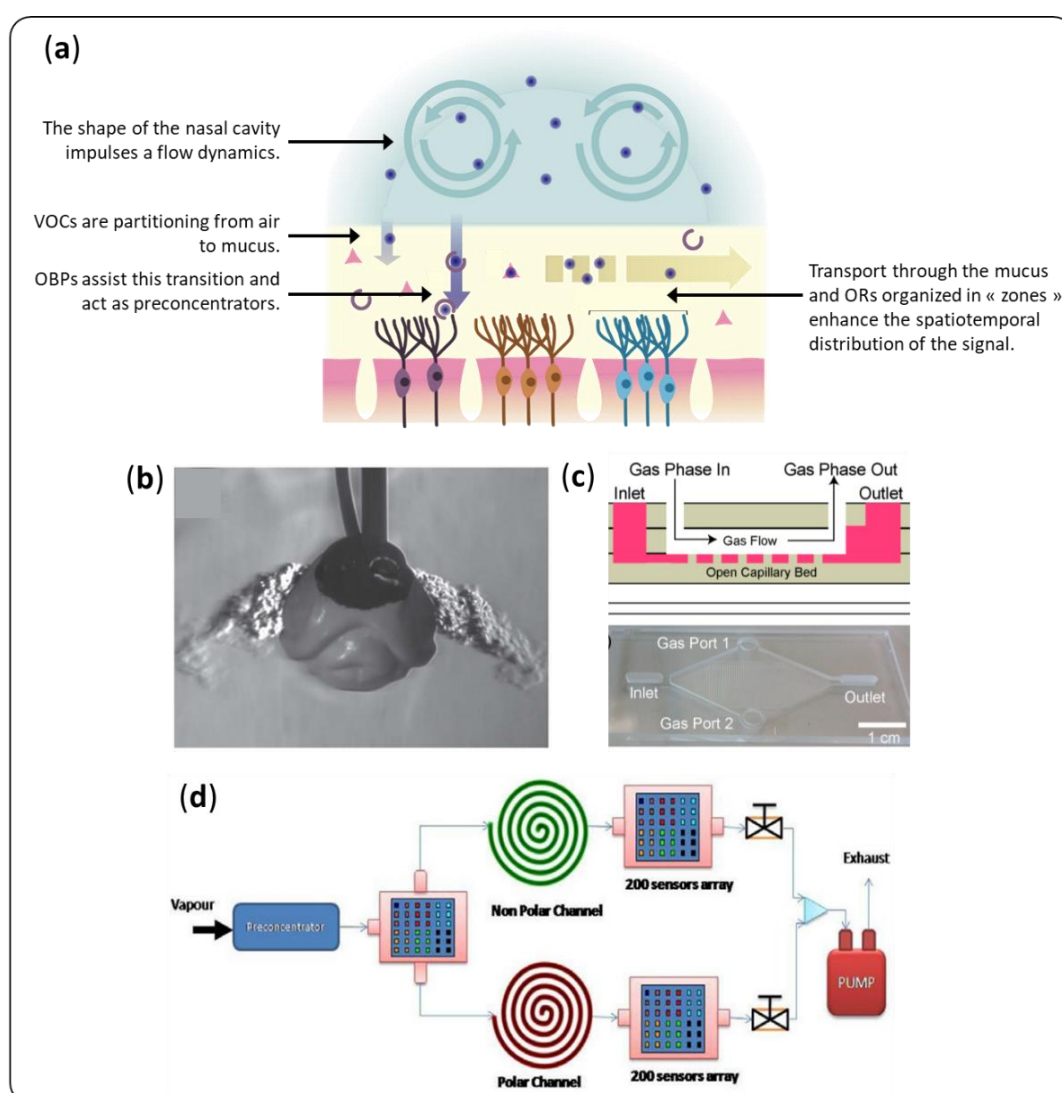 (a)
The shape of the nasal cavity
impulses a flow dynamics.
VOCs are partitioning from air
to mucus.
OBPs assist this transition and
act as preconcentrators.
Transport through the mucus
and ORs organized in « zones »
enhance the spatiotemporal
distribution of the signal.
(b)
(c)
Gas Phase In
Gas Phase Out
Inlet
Outlet
Gas Flow
Open Capillary Bed
Gas Port 1
Inlet
Outlet
Gas Port 2
1 cm
(d)
Vapour
Preconcentrator
Non Polar Channel
200 sensors array
Exhaust
PUMP
Polar Channel
200 sensors array